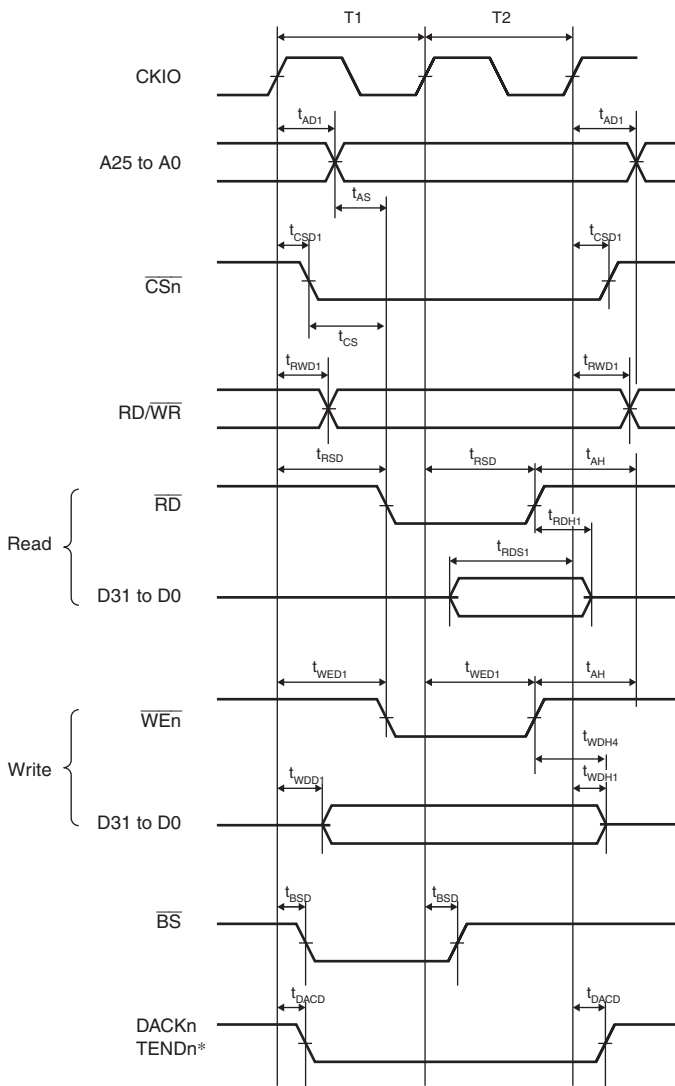 T1 T2
CKIO
tAD1 tAD1
A25 to A0
tAS
tCSD1 tCSD1
CSn
tCS
tRWD1 tRWD1
RD/WR
tRSD tRSD tAH
RD
tRDH1
Read
tRDS1
D31 to D0
tWED1 tWED1 tAH
WEn
tWDH4
Write
tWDD1 tWDH1
D31 to D0
tBSD tBSD
BS
tDACD tDACD
DACKn
TENDn*